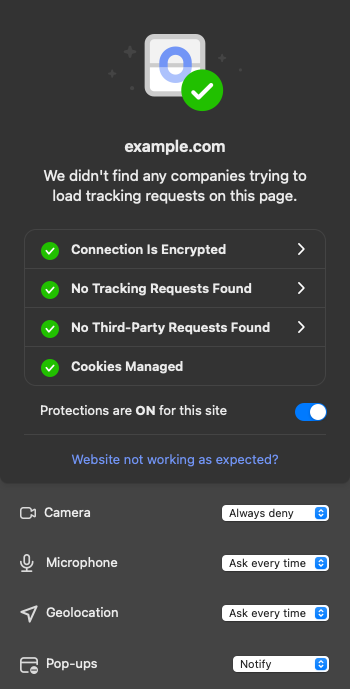 0
example.com
We didn't find any companies trying to
load tracking requests on this page.
Connection Is Encrypted
No Tracking Requests Found
No Third-Party Requests Found
Cookies Managed
Protections are ON for this site
Website not working as expected?
Camera
Always deny
Microphone
Ask every time
Geolocation
Ask every time
Pop-ups
Notify